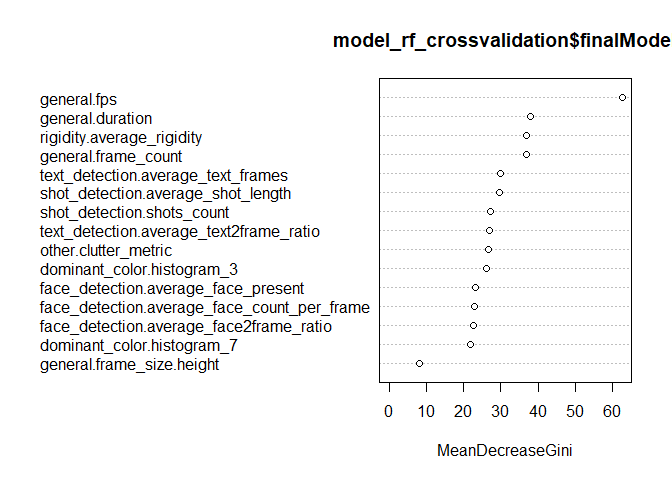 model_rf_crossvalidation$finalMode
general.fps
general.duration
rigidity.average_rigidity
general.frame_count
text_detection.average_text_frames
shot_detection.average_shot_length
shot_detection.shots_count
text_detection.average_text2frame_ratio
other.clutter_metric
dominant_color.histogram_3
face_detection.average_face_present
face_detection.average_face_count_per_frame
face_detection.average_face2frame_ratio
dominant_color.histogram_7
general.frame_size.height
0 10 20 30 40 50 60
MeanDecreaseGini